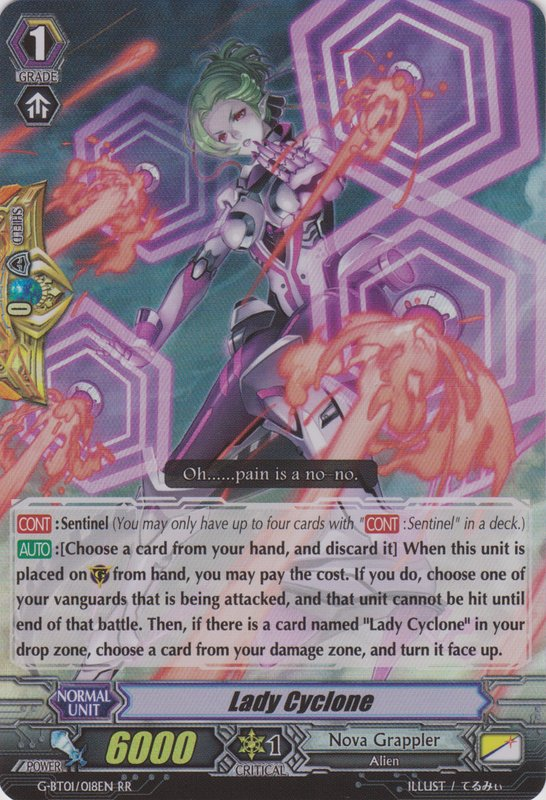 1
GRADE
SHIELD
0
Oh......pain is a no-no.
CONT :Sentinel (You may only have up to four cards with "CONT :Sentinel" in a deck.)
AUTO :[Choose a card from your hand, and discard it] When this unit is
placed on G from hand, you may pay the cost. If you do, choose one
of your vanguards that is being attacked, and that unit cannot be hit until
end of that battle. Then, if there is a card named "Lady Cyclone" in your
drop zone, choose a card from your damage zone, and turn it face up.
NORMAL
UNIT
Lady Cyclone
POWER
6000
1
CRITICAL
Nova Grappler
Alien
G-BT01/018EN RR
ILLUST / てるみぃ